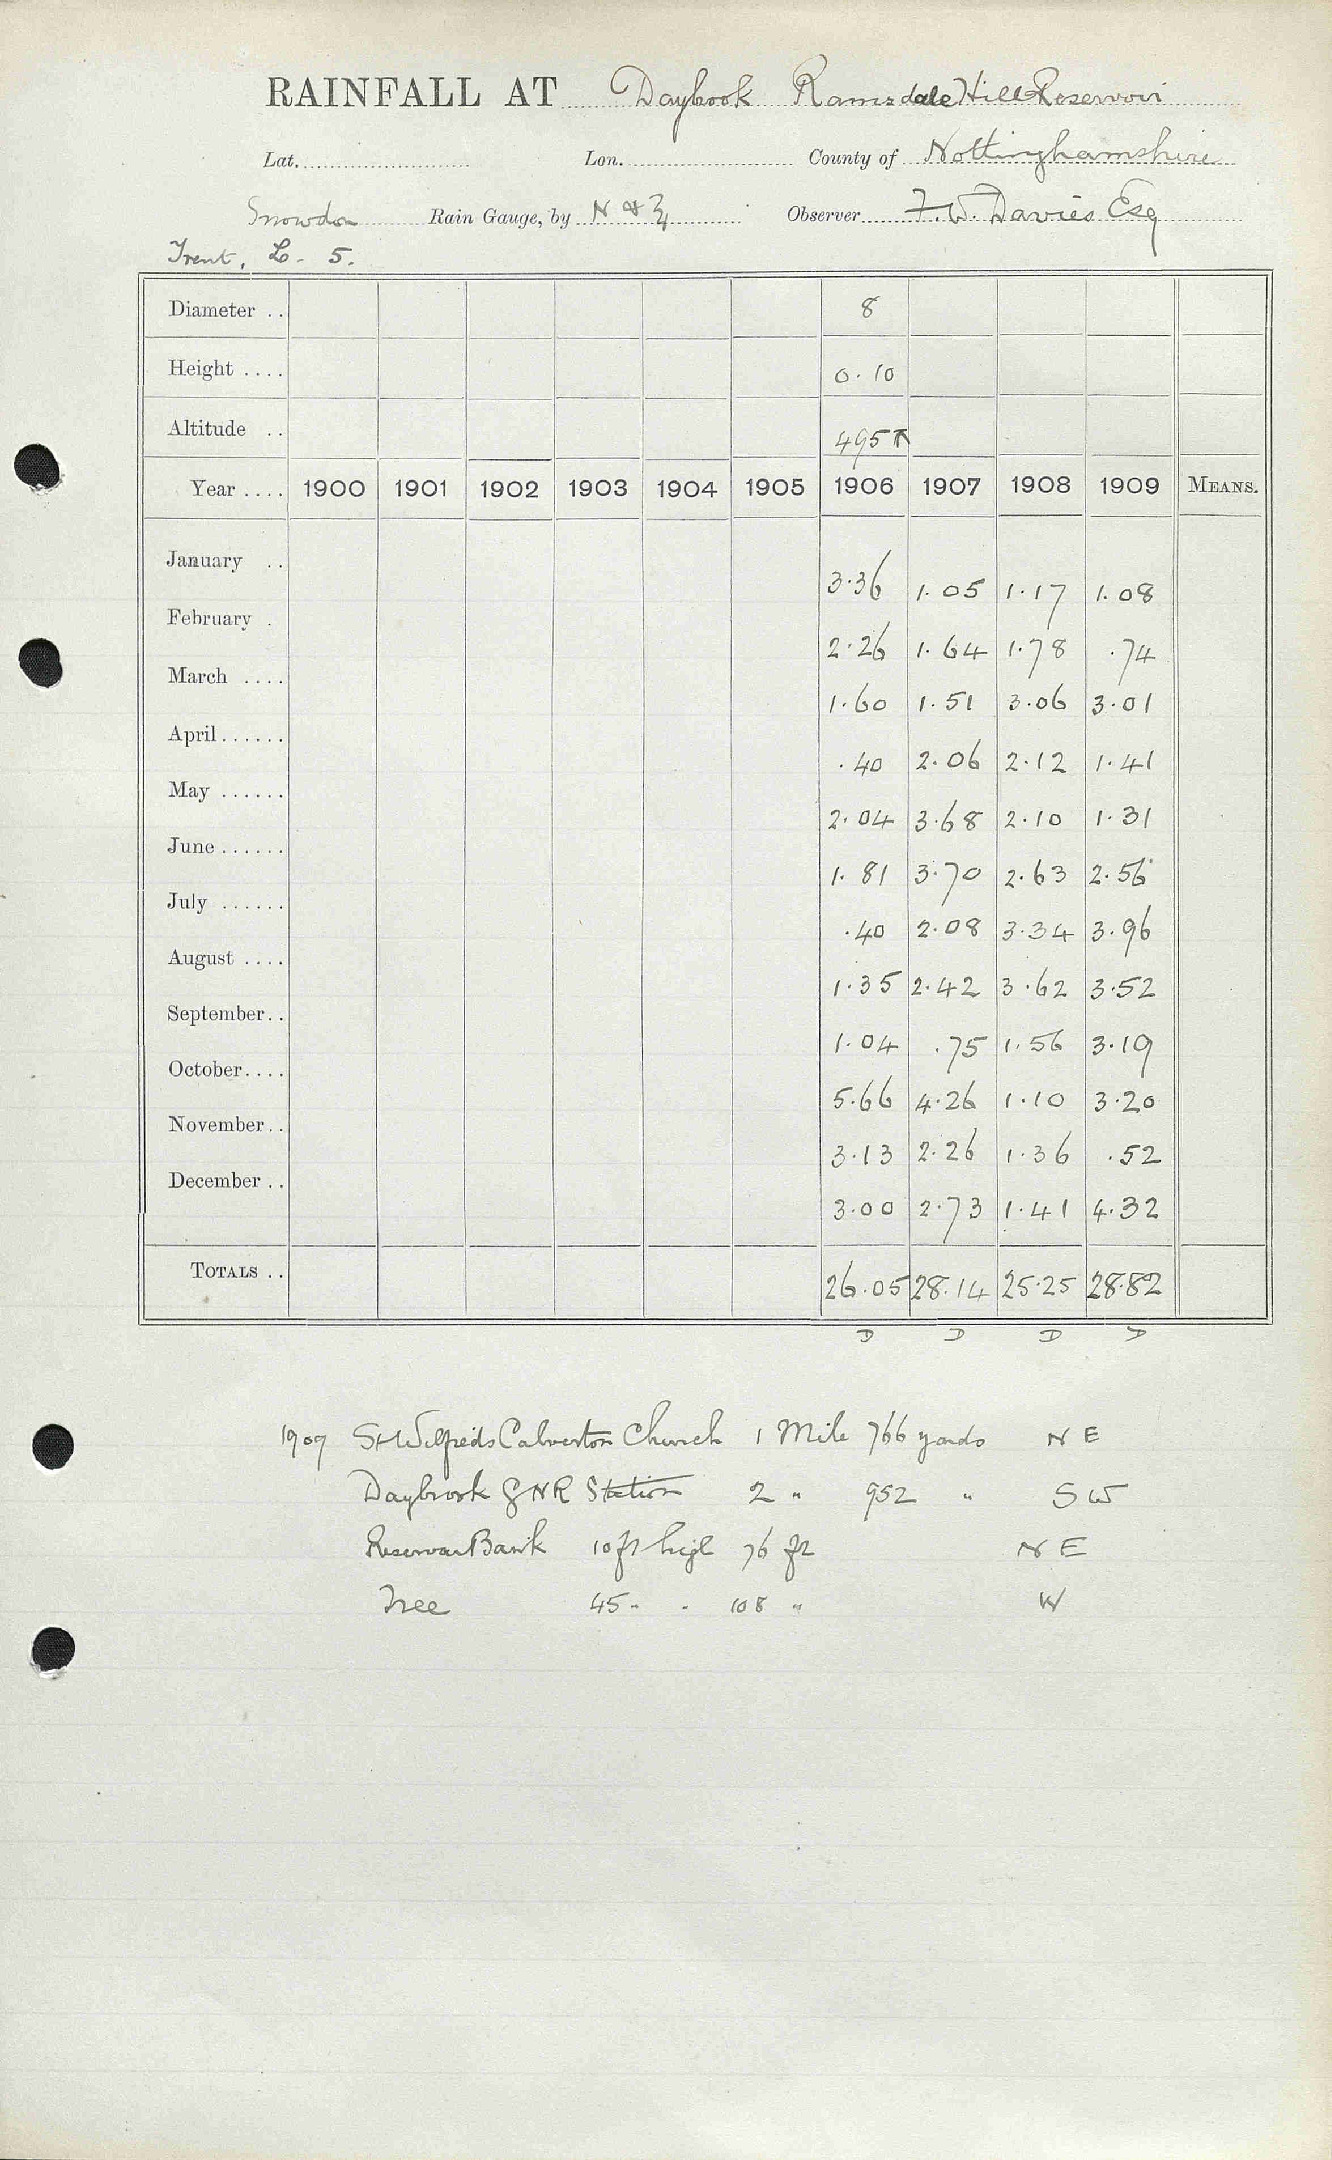 RAINFALL AT Daybrook Ramsdale Hill Reservoir
Lat. Lon. County of Nottinghamshire
Snowdon Rain Gauge, by N & Z Observer F.W. Davies Esq
Trent, L. 5.
Diameter .. 8
Height .... 0.10
Altitude .. 495
Year .... 1900 1901 1902 1903 1904 1905 1906 1907 1908 1909 MEANS.
January .. 3.36 1.05 1.17 1.08
February . 2.26 1.64 1.78 .74
March .... 1.60 1.51 3.06 3.01
April...... .40 2.06 2.12 1.41
May ...... 2.04 3.68 2.10 1.31
June...... 1.81 3.70 2.63 2.56
July ...... .40 2.08 3.34 3.96
August .... 1.35 2.42 3.62 3.52
September.. 1.04 .75 1.56 3.19
October.... 5.66 4.26 1.10 3.20
November.. 3.13 2.26 1.36 .52
December .. 3.00 2.73 1.41 4.32
TOTALS .. 26.05 28.14 25.25 28.82
D D D D
1909 St Wilfreds Calverton Church 1 Mile 766 yards N E
Daybrook GNR Station 2 " 952 " S W
Reservoir Bank 10 ft high 76 ft N E
Tree 45 " " 108 " W